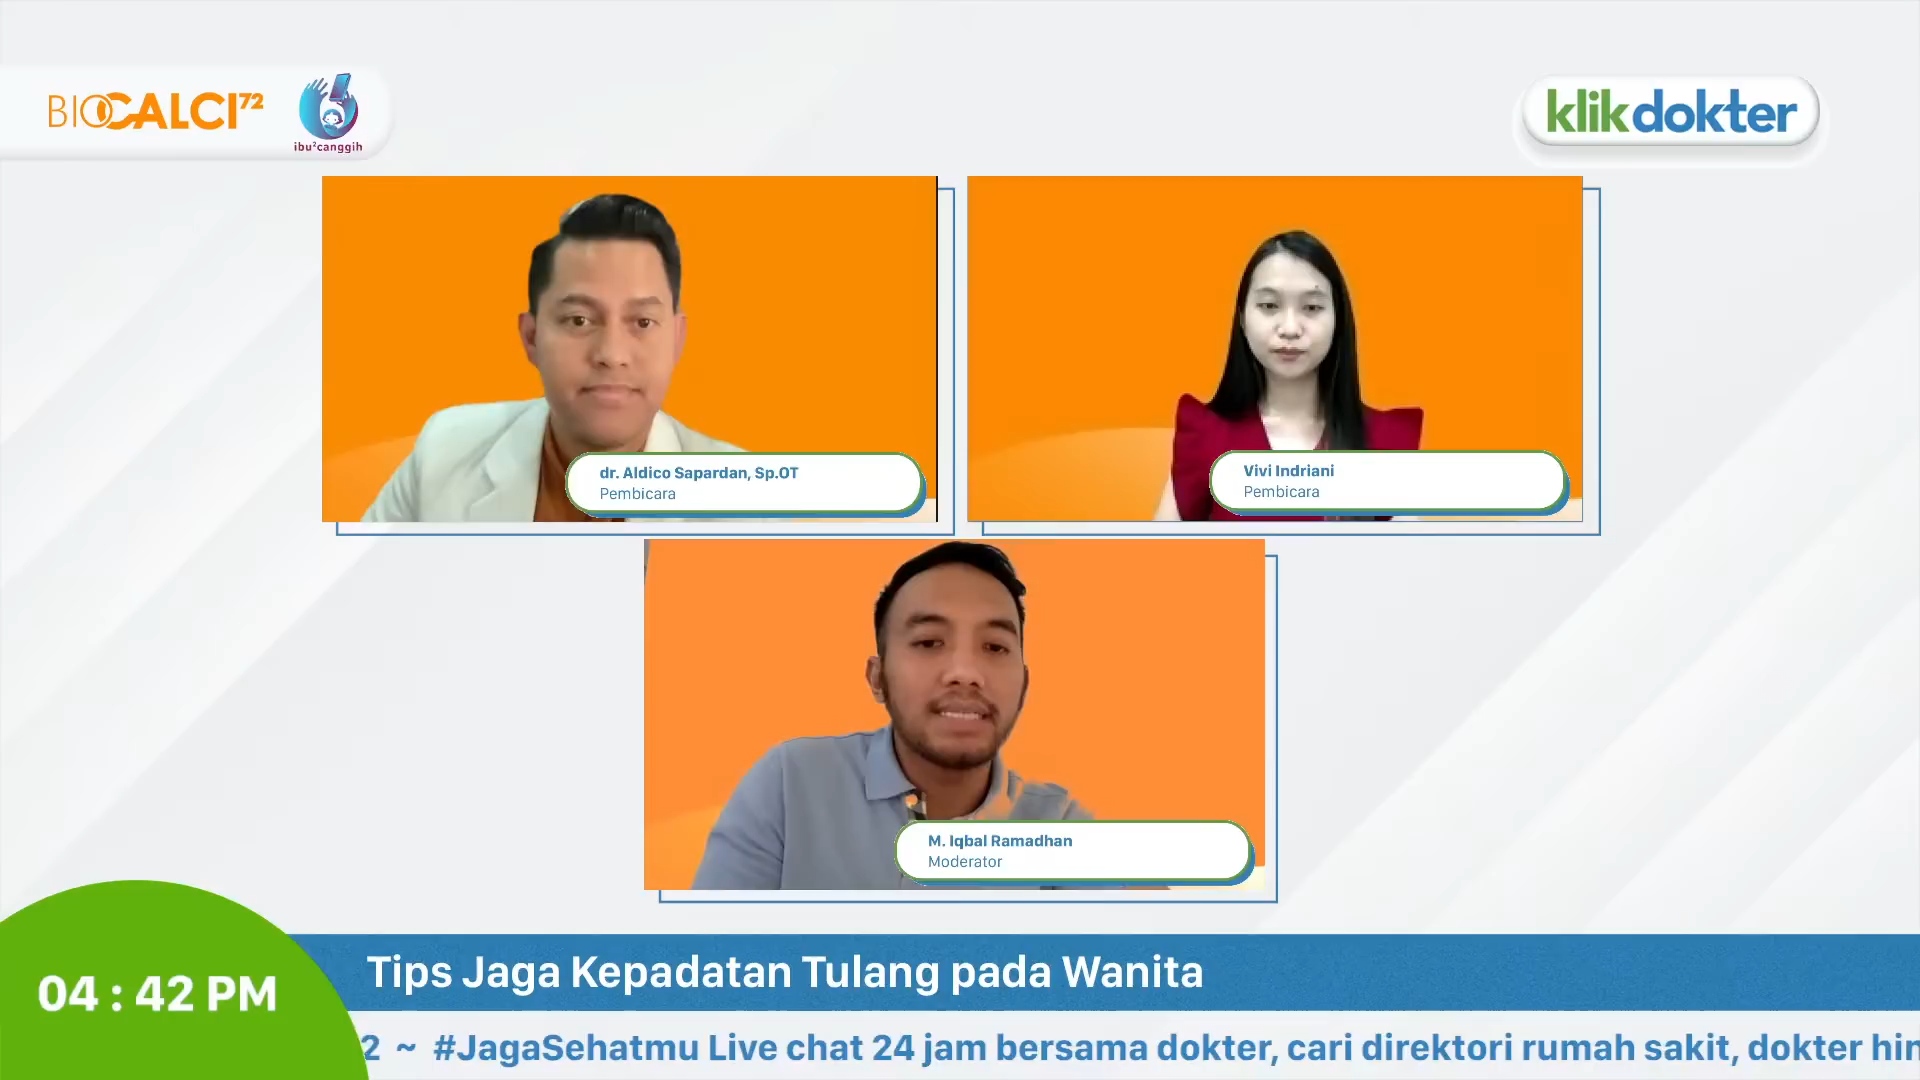 BIOCALCI72
ibu2canggih
klikdokter
dr. Aldico Sapardan, Sp.OT
Pembicara
Vivi Indriani
Pembicara
M. Iqbal Ramadhan
Moderator
04 : 42 PM
Tips Jaga Kepadatan Tulang pada Wanita
2 ~ #JagaSehatmu Live chat 24 jam bersama dokter, cari direktori rumah sakit, dokter hin